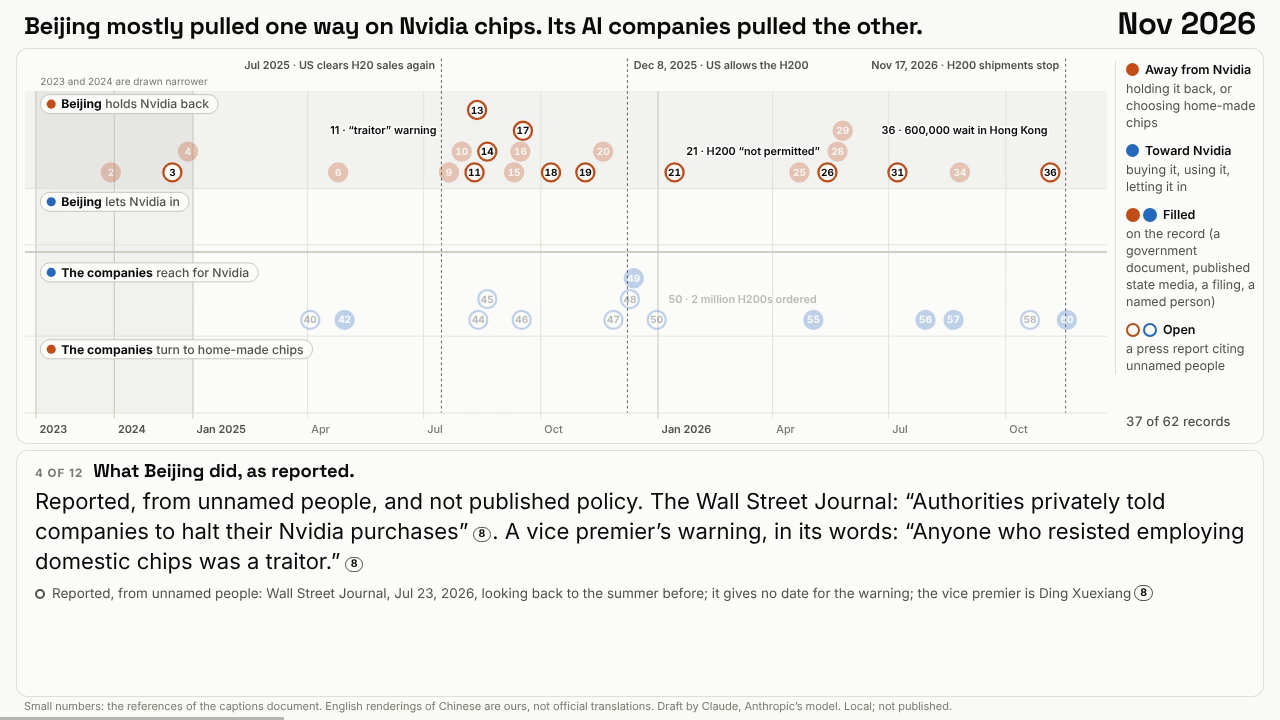 Beijing mostly pulled one way on Nvidia chips. Its AI companies pulled the other.
Nov 2026
Jul 2025 · US clears H20 sales again
Dec 8, 2025 · US allows the H200
Nov 17, 2026 · H200 shipments stop
2023 and 2024 are drawn narrower
Beijing holds Nvidia back
13
11 · “traitor” warning
17
29
36 · 600,000 wait in Hong Kong
4
10
14
16
20
21 · H200 “not permitted”
28
2
3
6
9
11
15
18
19
21
25
26
31
34
36
Beijing lets Nvidia in
The companies reach for Nvidia
49
45
48
50 · 2 million H200s ordered
40
42
44
46
47
50
55
56
57
58
60
The companies turn to home-made chips
2023
2024
Jan 2025
Apr
Jul
Oct
Jan 2026
Apr
Jul
Oct
Away from Nvidia
holding it back, or
choosing home-made
chips
Toward Nvidia
buying it, using it,
letting it in
Filled
on the record (a
government
document, published
state media, a filing, a
named person)
Open
a press report citing
unnamed people
37 of 62 records
4 OF 12 What Beijing did, as reported.
Reported, from unnamed people, and not published policy. The Wall Street Journal: “Authorities privately told
companies to halt their Nvidia purchases” 8. A vice premier’s warning, in its words: “Anyone who resisted employing
domestic chips was a traitor.” 8
Reported, from unnamed people: Wall Street Journal, Jul 23, 2026, looking back to the summer before; it gives no date for the warning; the vice premier is Ding Xuexiang 8
Small numbers: the references of the captions document. English renderings of Chinese are ours, not official translations. Draft by Claude, Anthropic’s model. Local; not published.